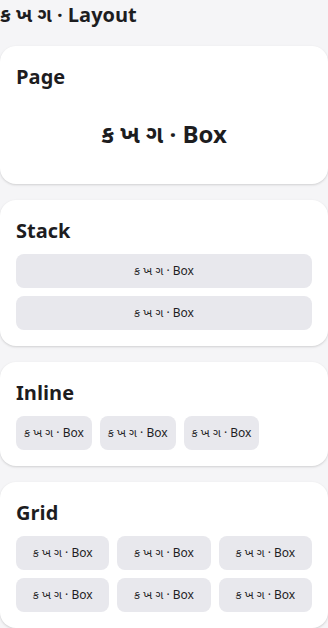 ક ખ ગ · Layout
Page
ક ખ ગ · Box
Stack
ક ખ ગ · Box
ક ખ ગ · Box
Inline
ક ખ ગ · Box ક ખ ગ · Box ક ખ ગ · Box
Grid
ક ખ ગ · Box ક ખ ગ · Box ક ખ ગ · Box
ક ખ ગ · Box ક ખ ગ · Box ક ખ ગ · Box